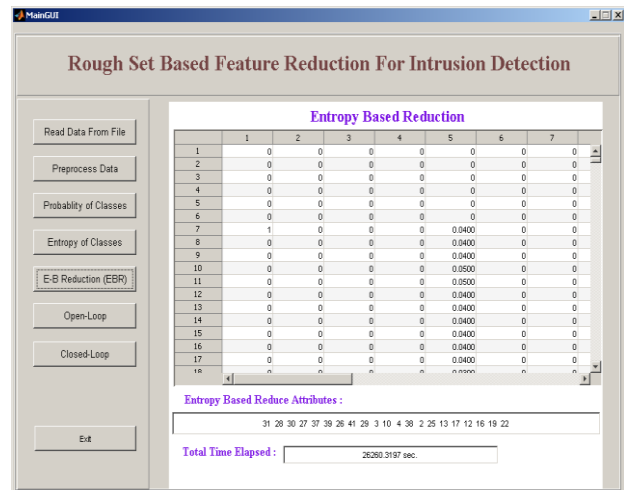 MainGUI
Rough Set Based Feature Reduction For Intrusion Detection
Read Data From File
Preprocess Data
Probablity of Classes
Entropy of Classes
E-B Reduction (EBR)
Open-Loop
Closed-Loop
Exit
Entropy Based Reduction
1 2 3 4 5 6 7
1 0 0 0 0 0 0 0
2 0 0 0 0 0 0 0
3 0 0 0 0 0 0 0
4 0 0 0 0 0 0 0
5 0 0 0 0 0 0 0
6 0 0 0 0 0 0 0
7 1 0 0 0 0.0400 0 0
8 0 0 0 0 0.0400 0 0
9 0 0 0 0 0.0400 0 0
10 0 0 0 0 0.0500 0 0
11 0 0 0 0 0.0500 0 0
12 0 0 0 0 0.0400 0 0
13 0 0 0 0 0.0400 0 0
14 0 0 0 0 0.0400 0 0
15 0 0 0 0 0.0400 0 0
16 0 0 0 0 0.0400 0 0
17 0 0 0 0 0.0400 0 0
18 0 0 0 0 0.0300 0 0
Entropy Based Reduce Attributes :
31 28 30 27 37 39 26 41 29 3 10 4 38 2 25 13 17 12 16 19 22
Total Time Elapsed :
26260.3197 sec.